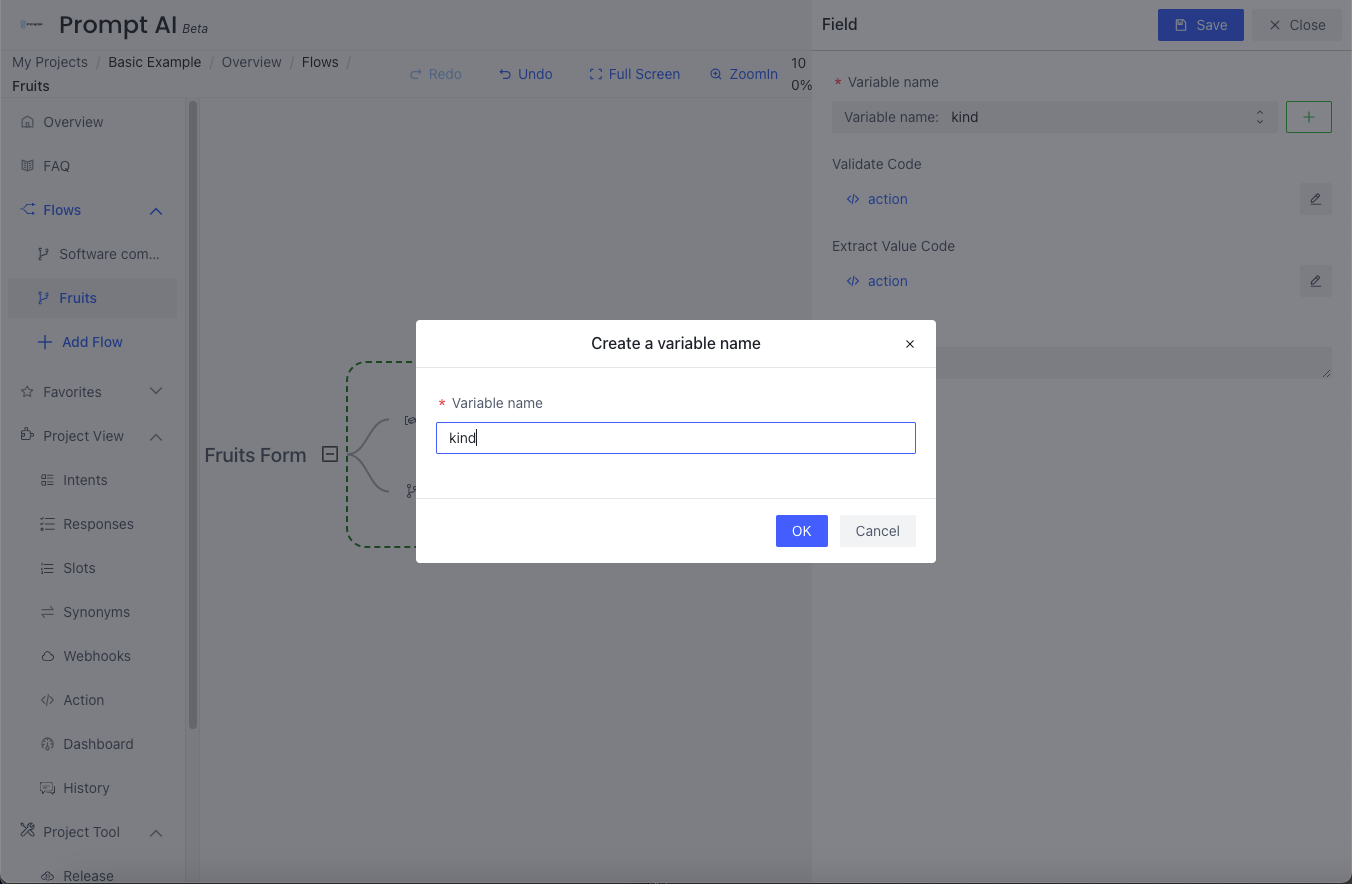 Prompt AI Beta
Field
Save
Close
My Projects / Basic Example / Overview / Flows /
Fruits
Redo
Undo
Full Screen
ZoomIn
10
0%
* Variable name
Variable name: kind
Validate Code
action
Extract Value Code
action
Overview
FAQ
Flows
Software com...
Fruits
Add Flow
Favorites
Project View
Intents
Responses
Slots
Synonyms
Webhooks
Action
Dashboard
History
Project Tool
Release
Fruits Form
Create a variable name
* Variable name
kind
OK
Cancel